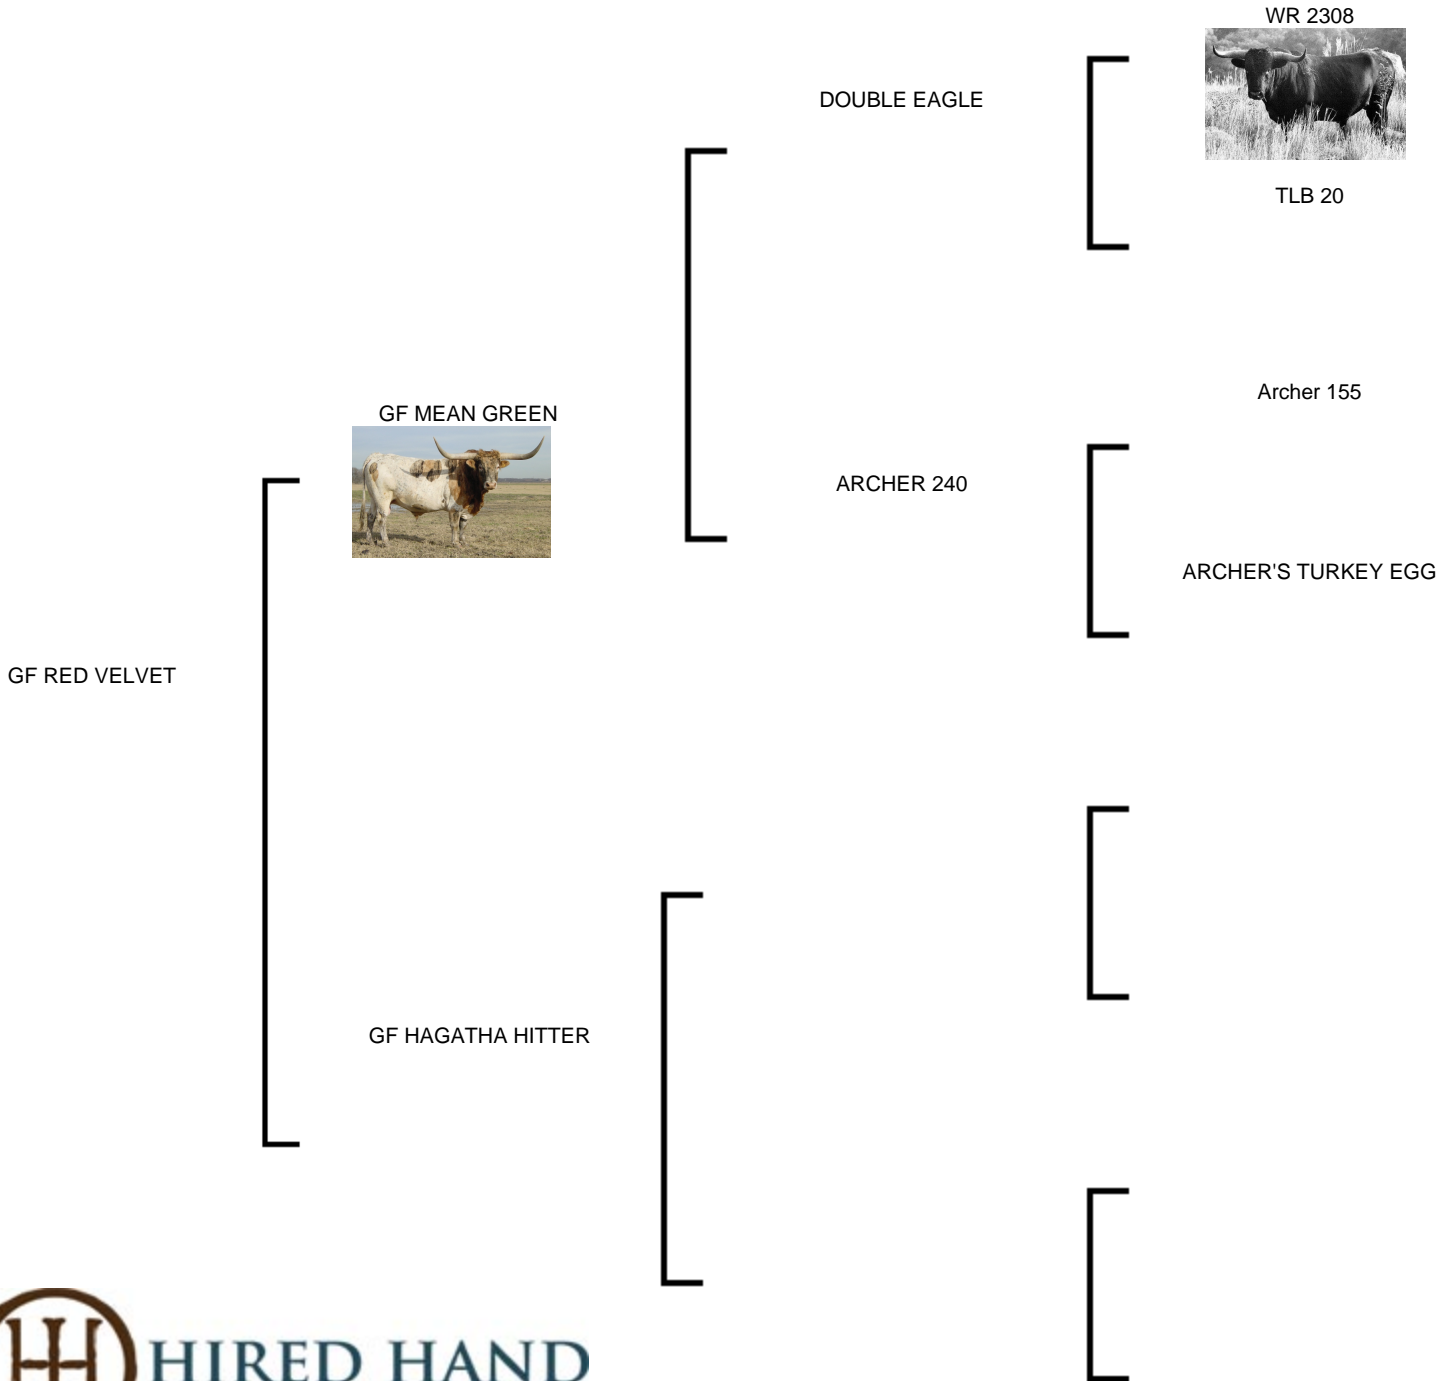 WR 2308
DOUBLE EAGLE
TLB 20
Archer 155
GF MEAN GREEN
ARCHER 240
ARCHER'S TURKEY EGG
GF RED VELVET
GF HAGATHA HITTER
HIRED HAND